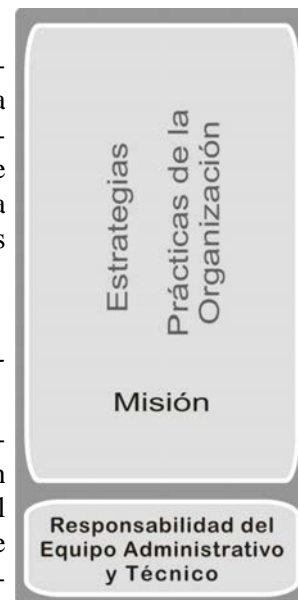 a
e
a
s
n
l
e
Estrategias
Prácticas de la
Organización
Misión
Responsabilidad del
Equipo Administrativo
y Técnico